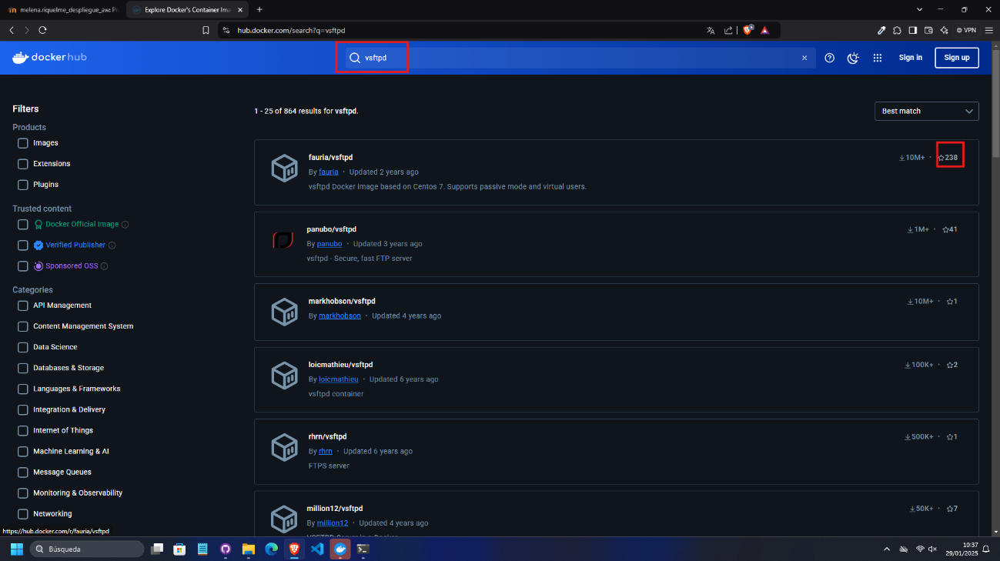 melena.riquelme_despliegue_aw: P
Explore Docker's Container Ima
hub.docker.com/search?q=vsftpd
VPN
dockerhub
vsftpd
Sign in
Sign up
Filters
Products
Images
Extensions
Plugins
Trusted content
Docker Official Image
Verified Publisher
Sponsored OSS
Categories
API Management
Content Management System
Data Science
Databases & Storage
Languages & Frameworks
Integration & Delivery
Internet of Things
Machine Learning & AI
Message Queues
Monitoring & Observability
Networking
https://hub.docker.com/r/fauria/vsftpd
1 - 25 of 864 results for vsftpd.
Best match
fauria/vsftpd
10M+ · 238
By fauria · Updated 2 years ago
vsftpd Docker image based on Centos 7. Supports passive mode and virtual users.
panubo/vsftpd
1M+ · 41
By panubo · Updated 3 years ago
vsftpd - Secure, fast FTP server
markhobson/vsftpd
10M+ · 1
By markhobson · Updated 4 years ago
loicmathieu/vsftpd
100K+ · 2
By loicmathieu · Updated 6 years ago
vsftpd container
rhrn/vsftpd
500K+ · 1
By rhrn · Updated 6 years ago
FTPS server
million12/vsftpd
50K+ · 7
By million12 · Updated 4 years ago
VSFTPD Server in a Docker
Búsqueda
10:37
29/01/2025